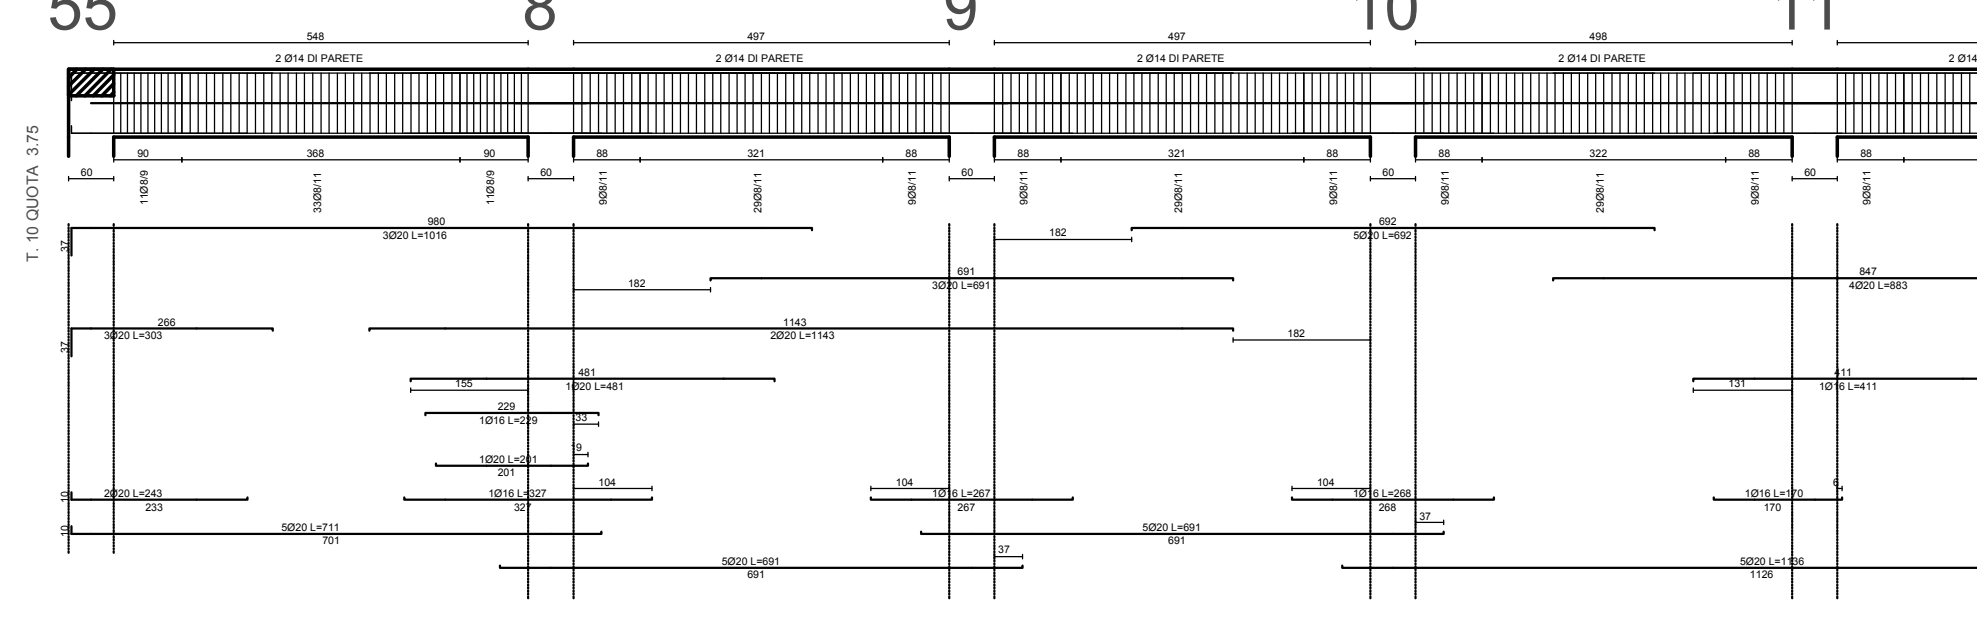 55 8 9 10 11
548 497 497 498
2 Ø14 DI PARETE 2 Ø14 DI PARETE 2 Ø14 DI PARETE 2 Ø14 DI PARETE 2 Ø14
T. 10 QUOTA 3.75
90 368 90 88 321 88 88 321 88 88 322 88 88
60 60 60 60 60
11Ø8/9 33Ø8/11 11Ø8/9 9Ø8/11 29Ø8/11 9Ø8/11 9Ø8/11 29Ø8/11 9Ø8/11 9Ø8/11 29Ø8/11 9Ø8/11 9Ø8/11
980 692
37 3Ø20 L=1016 182 5Ø20 L=692
691 847
182 3Ø20 L=691 4Ø20 L=883
266 1143
37 3Ø20 L=303 2Ø20 L=1143 182
481 411
155 1Ø20 L=481 131 1Ø16 L=411
229
1Ø16 L=229 33
9
1Ø20 L=201
201
104 104 104 6
10 2Ø20 L=243 1Ø16 L=327 1Ø16 L=267 1Ø16 L=268 1Ø16 L=170
233 327 267 268 170
37
10 5Ø20 L=711 5Ø20 L=691
701 691
37
5Ø20 L=691 5Ø20 L=1136
691 1126